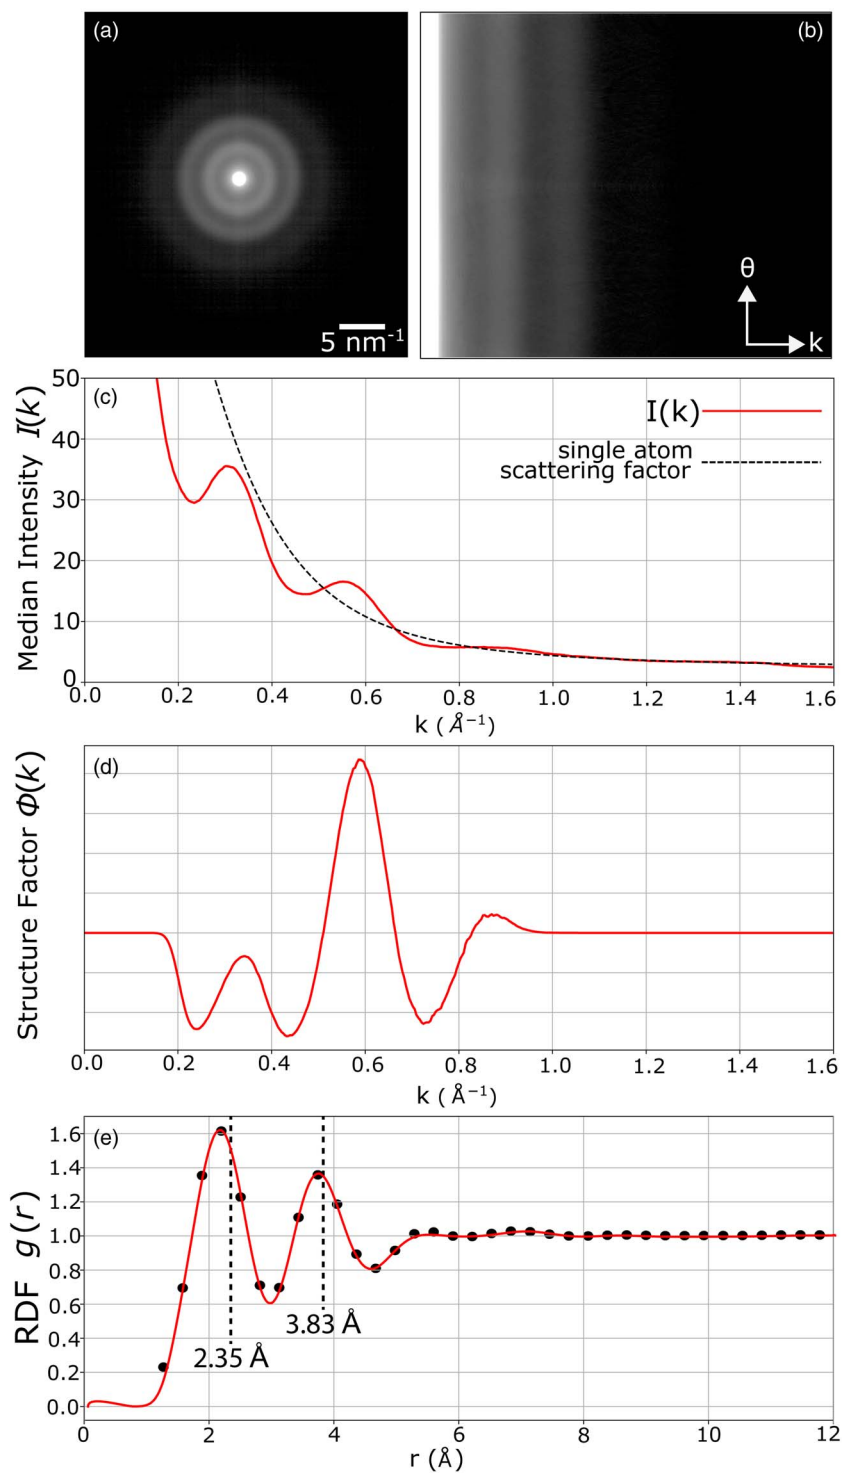 (a)
5 nm⁻¹
(b)
θ
k
(c)
Median Intensity I(k)
50
40
30
20
10
0
I(k)
single atom
scattering factor
0.0 0.2 0.4 0.6 0.8 1.0 1.2 1.4 1.6
k (Å⁻¹)
(d)
Structure Factor Φ(k)
0.0 0.2 0.4 0.6 0.8 1.0 1.2 1.4 1.6
k (Å⁻¹)
(e)
RDF g(r)
1.6
1.4
1.2
1.0
0.8
0.6
0.4
0.2
0.0
3.83 Å
2.35 Å
0 2 4 6 8 10 12
r (Å)